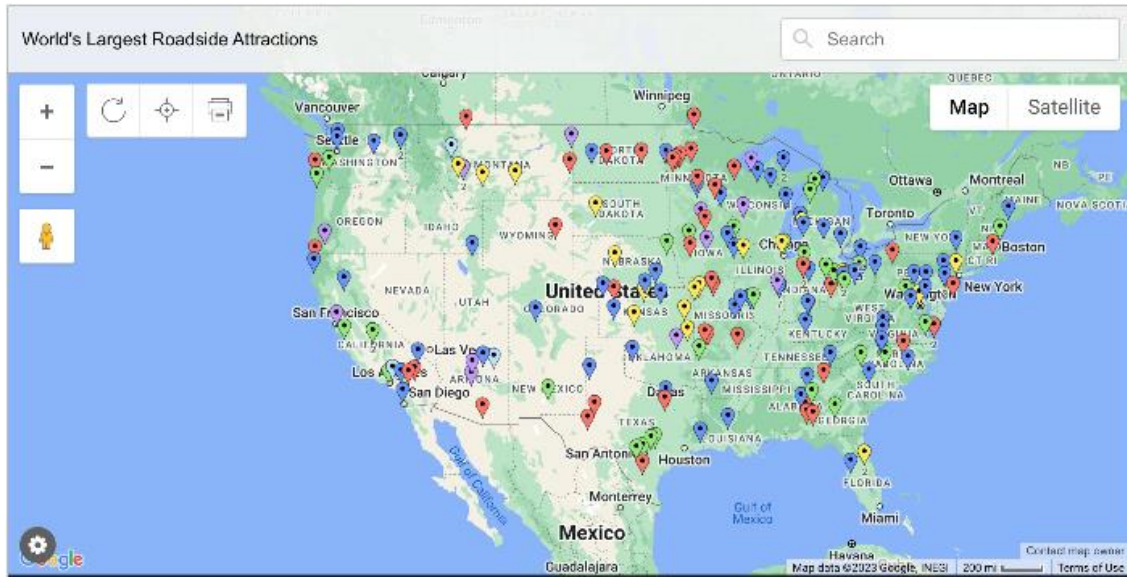 World's Largest Roadside Attractions
Search
Map
Satellite
Calgary
Winnipeg
ONTARIO
QUEBEC
Vancouver
Seattle
WASHINGTON
MONTANA
NORTH
DAKOTA
MINNESOTA
Ottawa
Montreal
NB
PE
NOVA SCOTIA
MAINE
VT
OREGON
IDAHO
WYOMING
SOUTH
DAKOTA
WISCONSIN
MICHIGAN
Toronto
NEW YORK
Boston
CT RI
NEBRASKA
IOWA
Chicago
ILLINOIS
INDIANA
New York
NEVADA
UTAH
COLORADO
United States
KANSAS
MISSOURI
WEST
VIRGINIA
Washington
VIRGINIA
KENTUCKY
San Francisco
CALIFORNIA
Las Vegas
Los Angeles
San Diego
ARIZONA
NEW MEXICO
OKLAHOMA
ARKANSAS
TENNESSEE
MISSISSIPPI
ALABAMA
GEORGIA
SOUTH
CAROLINA
Dallas
TEXAS
LOUISIANA
San Antonio
Houston
FLORIDA
Miami
Gulf of California
Gulf of
Mexico
Monterrey
Mexico
Havana
Guadalajara
Google
Contact map owner
Map data ©2023 Google, INEGI
200 mi
Terms of Use